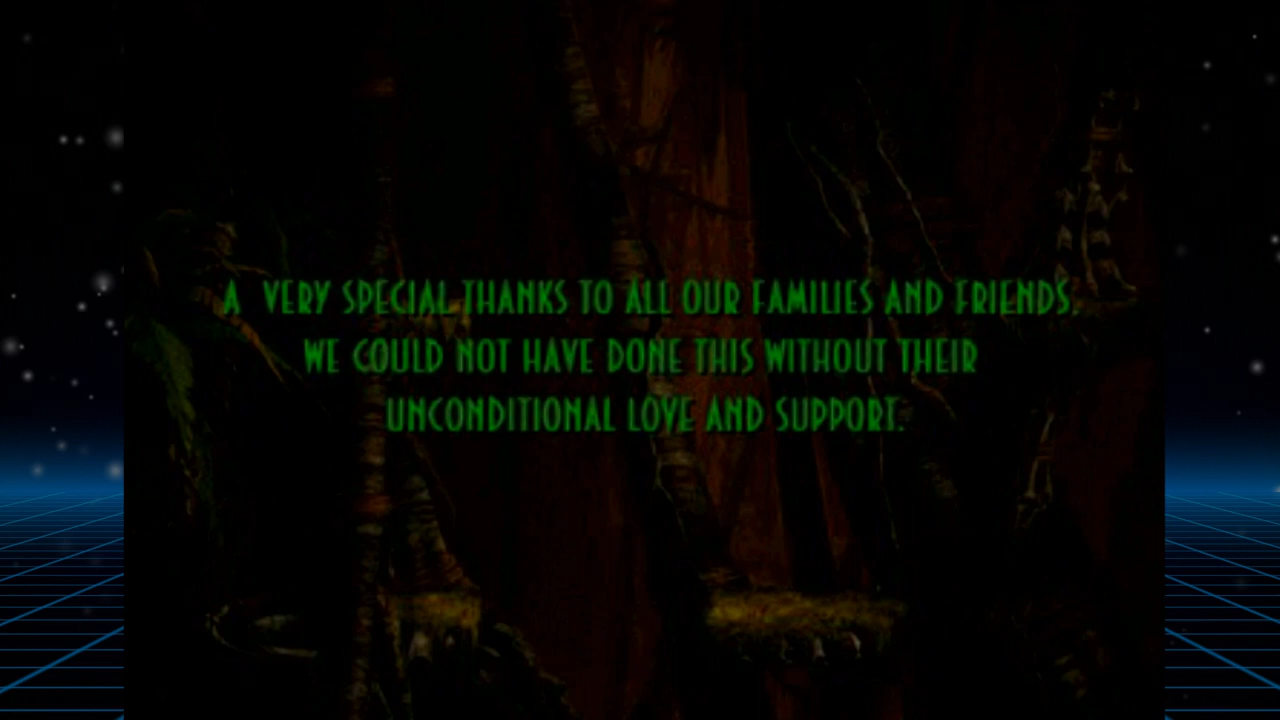 A VERY SPECIAL THANKS TO ALL OUR FAMILIES AND FRIENDS.
WE COULD NOT HAVE DONE THIS WITHOUT THEIR
UNCONDITIONAL LOVE AND SUPPORT.